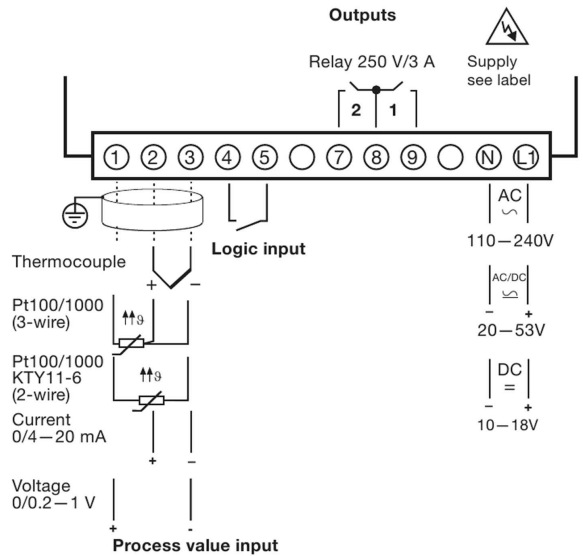 Outputs
Relay 250 V/3 A
Supply
see label
2 1
1 2 3 4 5 7 8 9 N L1
Logic input
AC
110—240V
Thermocouple
+ −
AC/DC
− +
20—53V
Pt100/1000
(3-wire)
ϑ
Pt100/1000
KTY11-6
(2-wire)
ϑ
DC
=
− +
10—18V
Current
0/4—20 mA
+ −
Voltage
0/0.2—1 V
+ -
Process value input